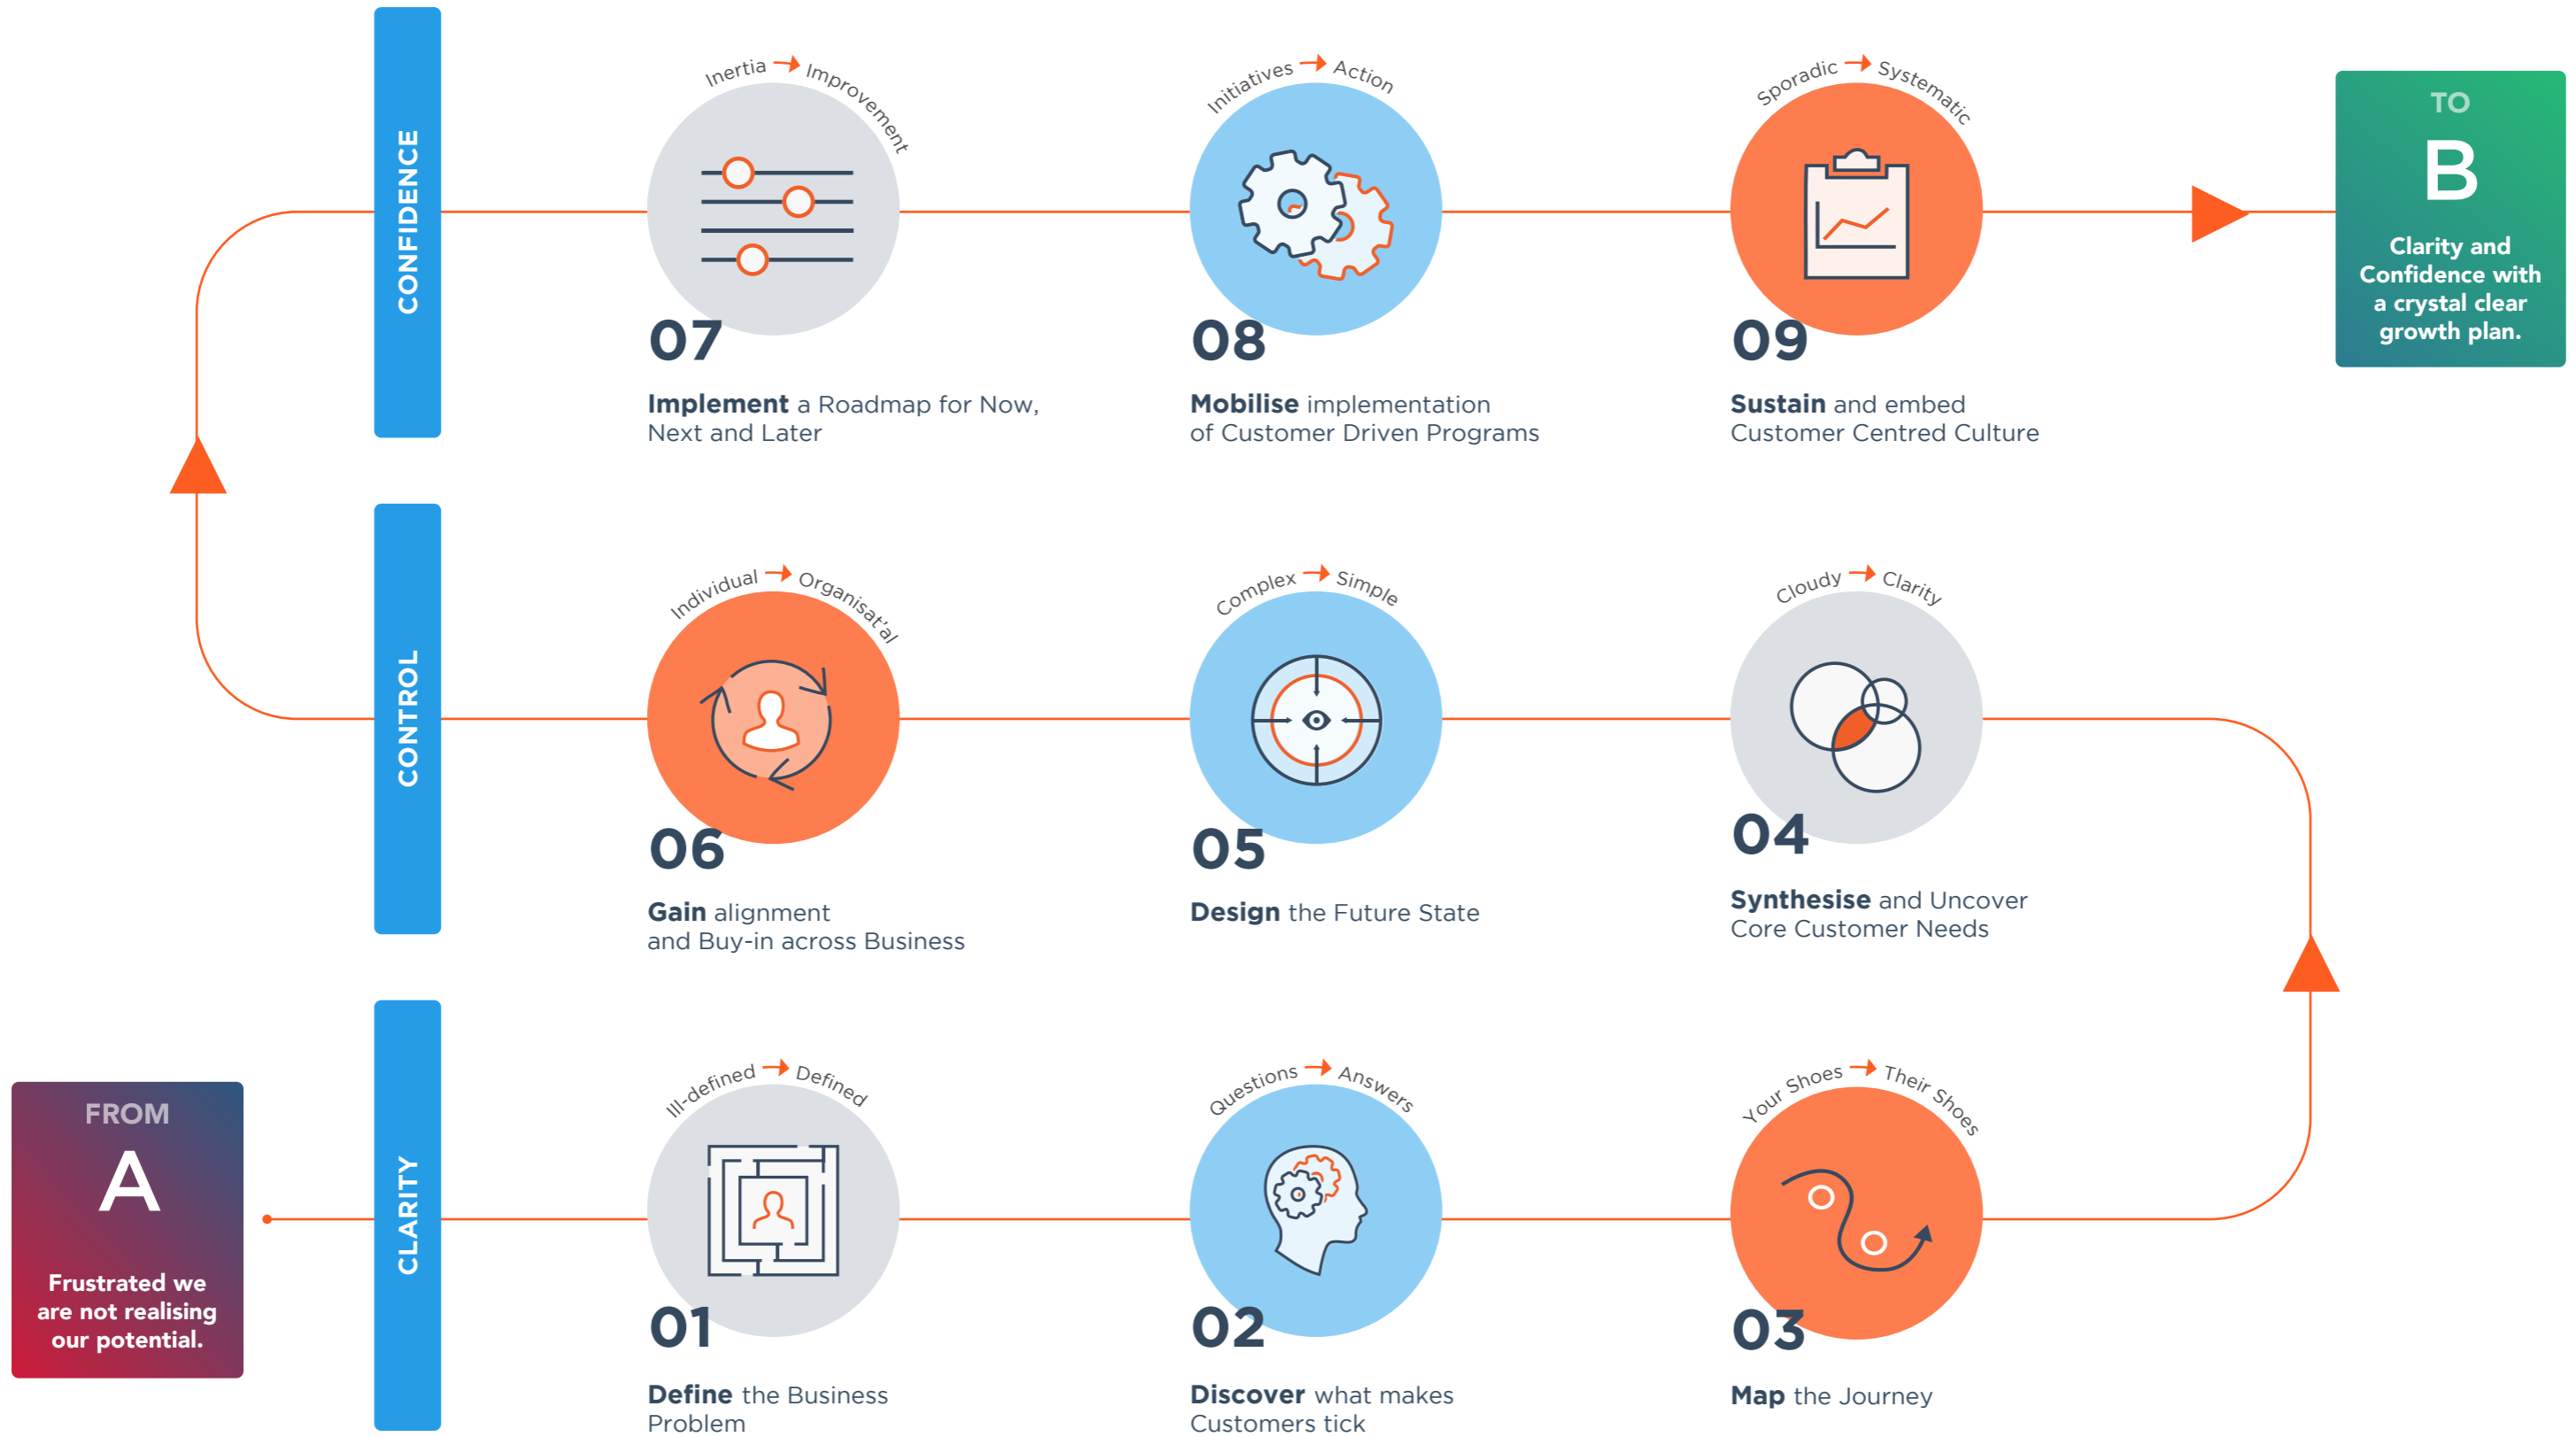 CONFIDENCE
Inertia Improvement
07
Implement a Roadmap for Now,
Next and Later
Initiatives Action
08
Mobilise implementation
of Customer Driven Programs
Sporadic Systematic
09
Sustain and embed
Customer Centred Culture
TO
B
Clarity and
Confidence with
a crystal clear
growth plan.
CONTROL
Individual Organisat'al
06
Gain alignment
and Buy-in across Business
Complex Simple
05
Design the Future State
Cloudy Clarity
04
Synthesise and Uncover
Core Customer Needs
FROM
A
Frustrated we
are not realising
our potential.
CLARITY
Ill-defined Defined
01
Define the Business
Problem
Questions Answers
02
Discover what makes
Customers tick
Your Shoes Their Shoes
03
Map the Journey